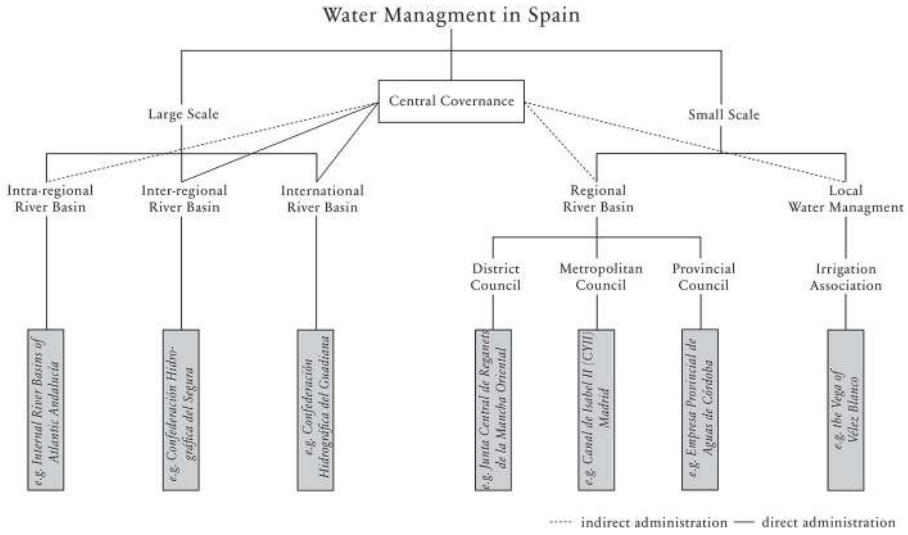 Water Managment in Spain
Central Covernance
Large Scale
Small Scale
Intra-regional
River Basin
Inter-regional
River Basin
International
River Basin
Regional
River Basin
Local
Water Managment
District
Council
Metropolitan
Council
Provincial
Council
Irrigation
Association
e.g. Internal River Basins of
Atlantic Andalucía
e.g. Confederación Hidro-
gráfica del Segura
e.g. Confederación
Hidrográfica del Guadiana
e.g. Junta Central de Reganets
de la Mancha Oriental
e.g. Canal de Isabel II (CYII)
Madrid
e.g. Empresa Provincial de
Aguas de Córdoba
e.g. the Vega of
Vélez Blanco
indirect administration
direct administration